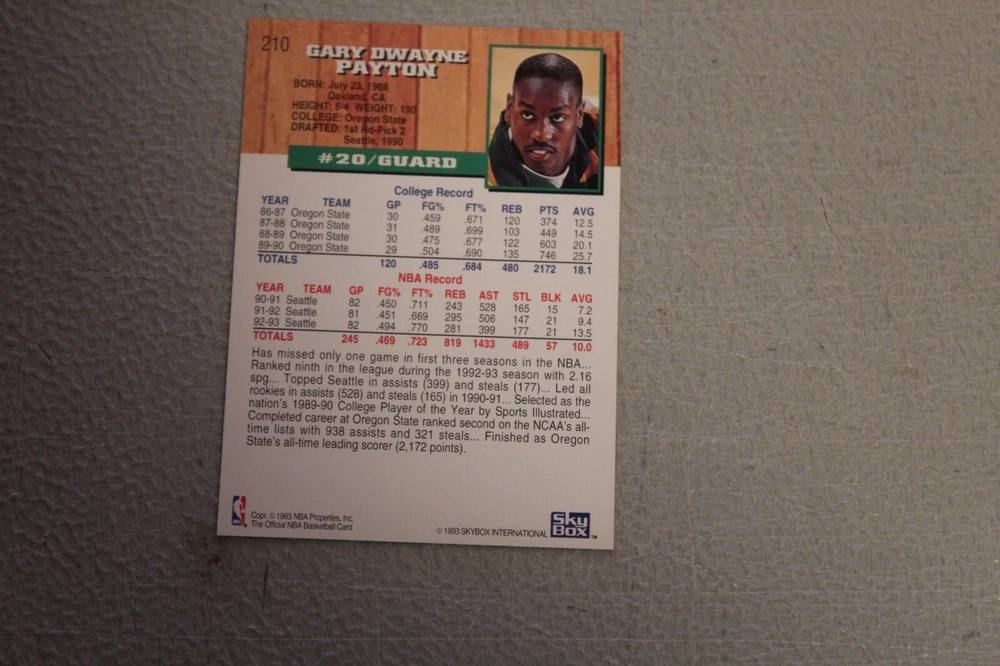 210
GARY DWAYNE
PAYTON
BORN: July 23, 1968
Oakland, CA
HEIGHT: 6-4 WEIGHT: 190
COLLEGE: Oregon State
DRAFTED: 1st Rd-Pick 2
Seattle, 1990
#20/GUARD
College Record
YEAR TEAM GP FG% FT% REB PTS AVG
86-87 Oregon State 30 .459 .671 120 374 12.5
87-88 Oregon State 31 .489 .699 103 449 14.5
88-89 Oregon State 30 .475 .677 122 603 20.1
89-90 Oregon State 29 .504 .690 135 746 25.7
TOTALS 120 .485 .684 480 2172 18.1
NBA Record
YEAR TEAM GP FG% FT% REB AST STL BLK AVG
90-91 Seattle 82 .450 .711 243 528 165 15 7.2
91-92 Seattle 81 .451 .669 295 506 147 21 9.4
92-93 Seattle 82 .494 .770 281 399 177 21 13.5
TOTALS 245 .469 .723 819 1433 489 57 10.0
Has missed only one game in first three seasons in the NBA...
Ranked ninth in the league during the 1992-93 season with 2.16
spg... Topped Seattle in assists (399) and steals (177)... Led all
rookies in assists (528) and steals (165) in 1990-91... Selected as the
nation's 1989-90 College Player of the Year by Sports Illustrated...
Completed career at Oregon State ranked second on the NCAA's all-
time lists with 938 assists and 321 steals... Finished as Oregon
State's all-time leading scorer (2,172 points).
NBA
Copr. © 1993 NBA Properties, Inc.
The Official NBA Basketball Card
© 1993 SKYBOX INTERNATIONAL
SkyBox™